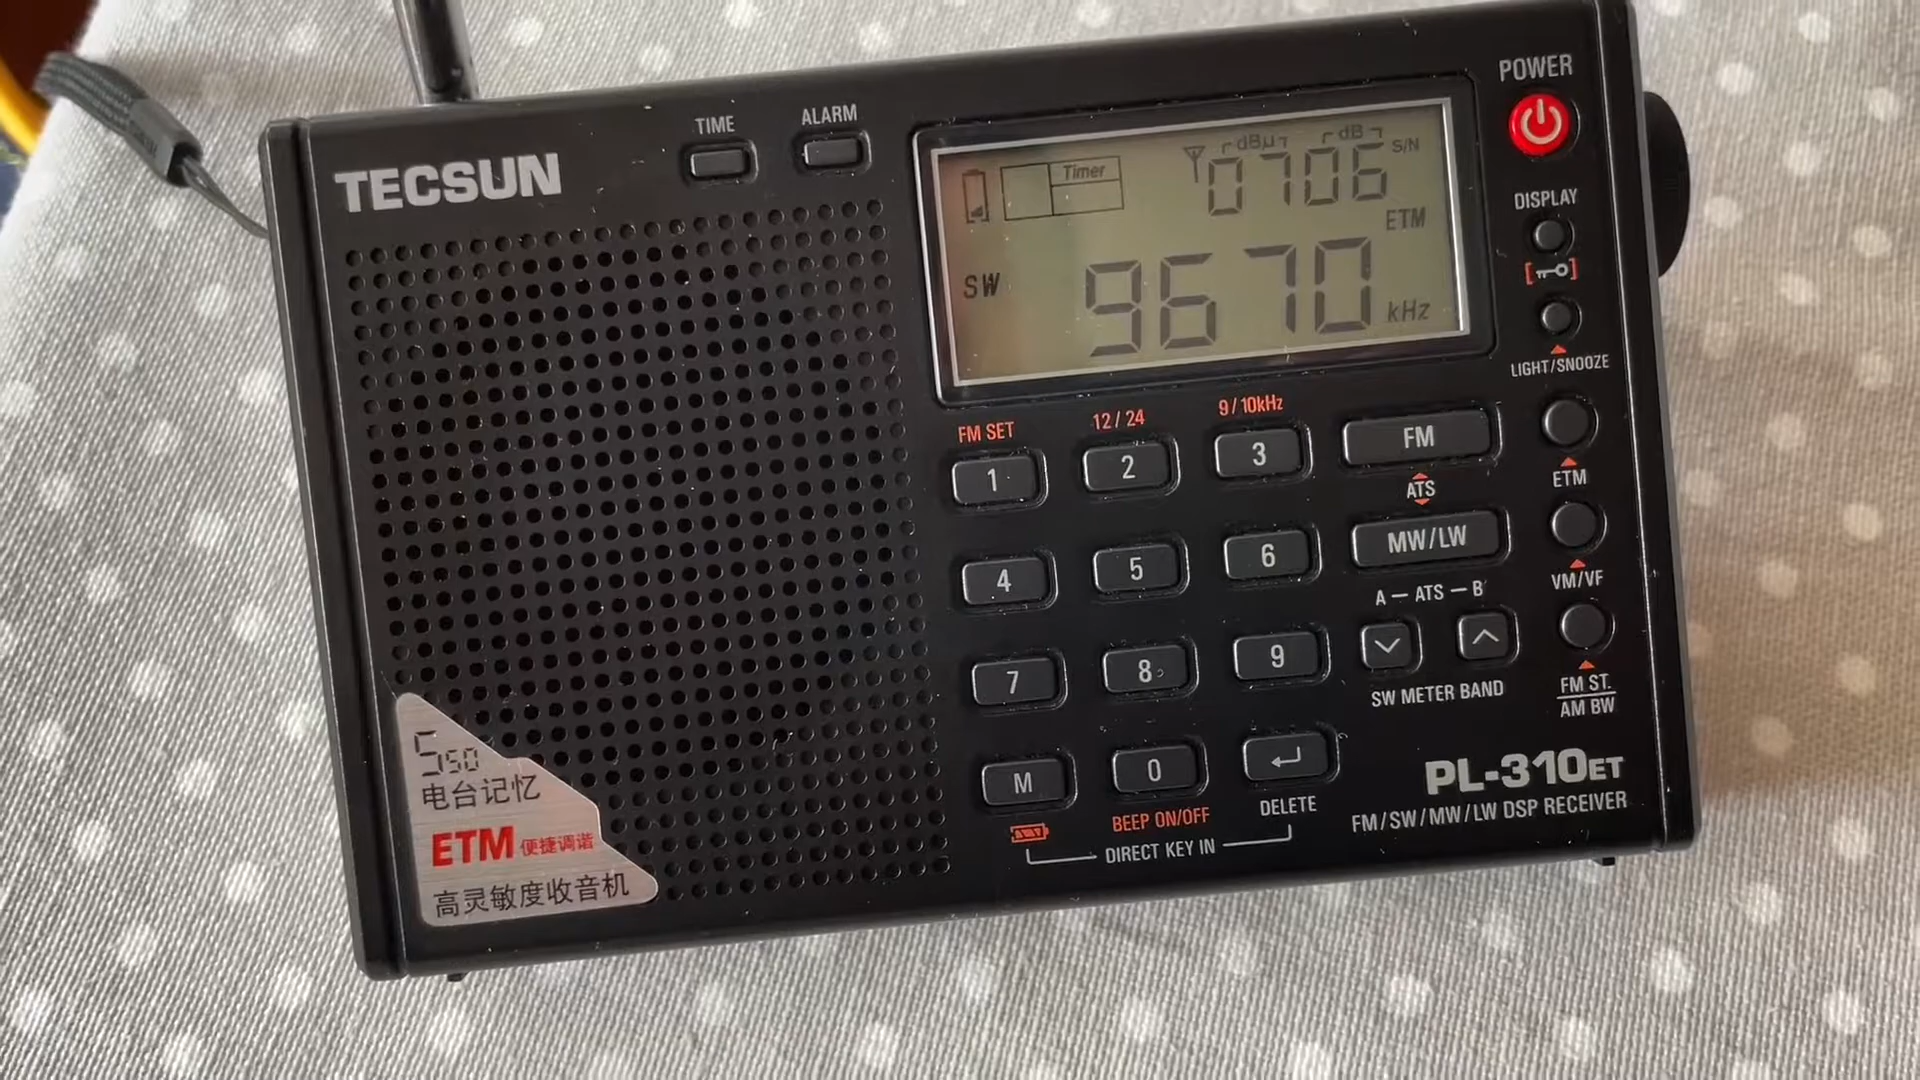 POWER
TIME
ALARM
TECSUN
Timer
dBμ
dB
S/N
0706
ETM
SW
9670
kHz
DISPLAY
LIGHT/SNOOZE
FM SET
12/24
9/10kHz
1
2
3
FM
ETM
ATS
4
5
6
MW/LW
VM/VF
A — ATS — B
7
8
9
SW METER BAND
FM ST.
AM BW
M
0
BEEP ON/OFF
DELETE
DIRECT KEY IN
PL-310ET
FM/SW/MW/LW DSP RECEIVER
550
电台记忆
ETM 便捷调谐
高灵敏度收音机